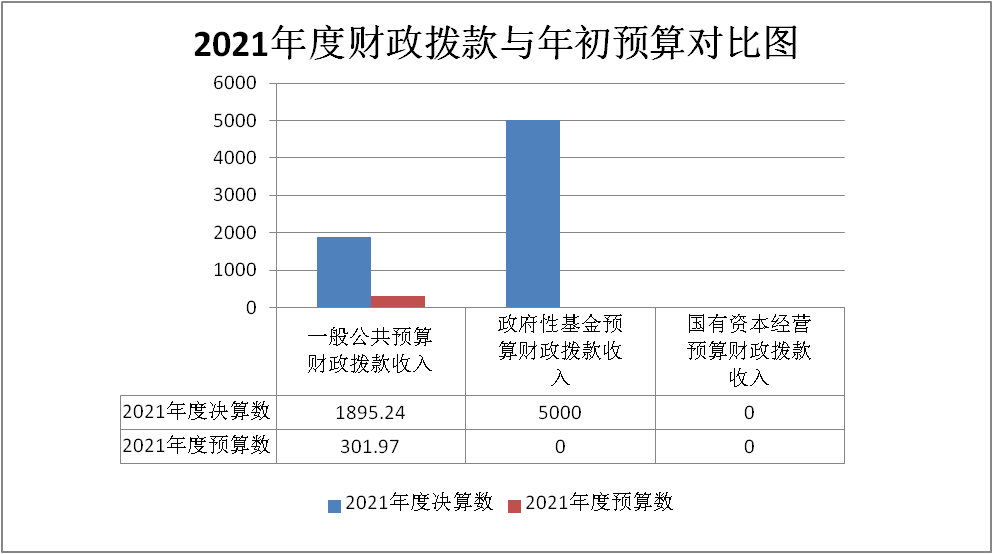 2021年度财政拨款与年初预算对比图
6000
5000
4000
3000
2000
1000
0
一般公共预算
财政拨款收入
政府性基金预
算财政拨款收
入
国有资本经营
预算财政拨款
收入
2021年度决算数 1895.24 5000 0
2021年度预算数 301.97 0 0
2021年度决算数 2021年度预算数